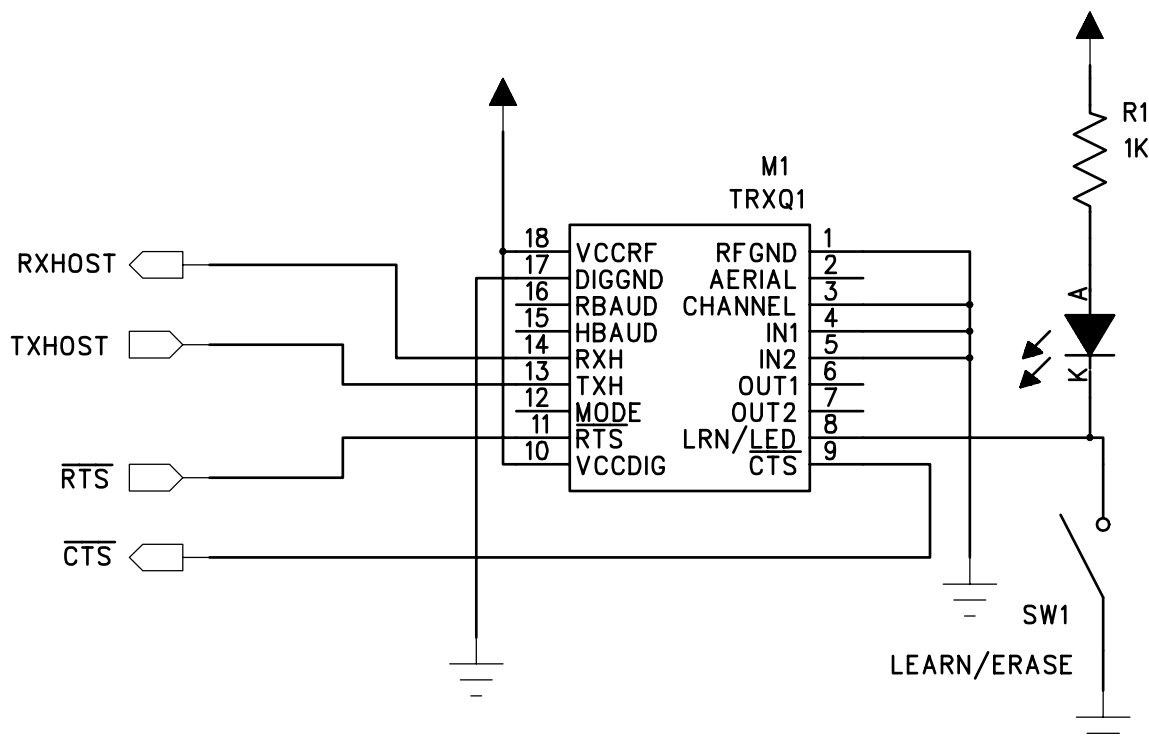 R1
1K
M1
TRXQ1
RXHOST
TXHOST
RTS
CTS
18 VCCRF
17 DIGGND
16 RBAUD
15 HBAUD
14 RXH
13 TXH
12 MODE
11 RTS
10 VCCDIG
RFGND 1
AERIAL 2
CHANNEL 3
IN1 4
IN2 5
OUT1 6
OUT2 7
LRN/LED 8
CTS 9
A
K
SW1
LEARN/ERASE